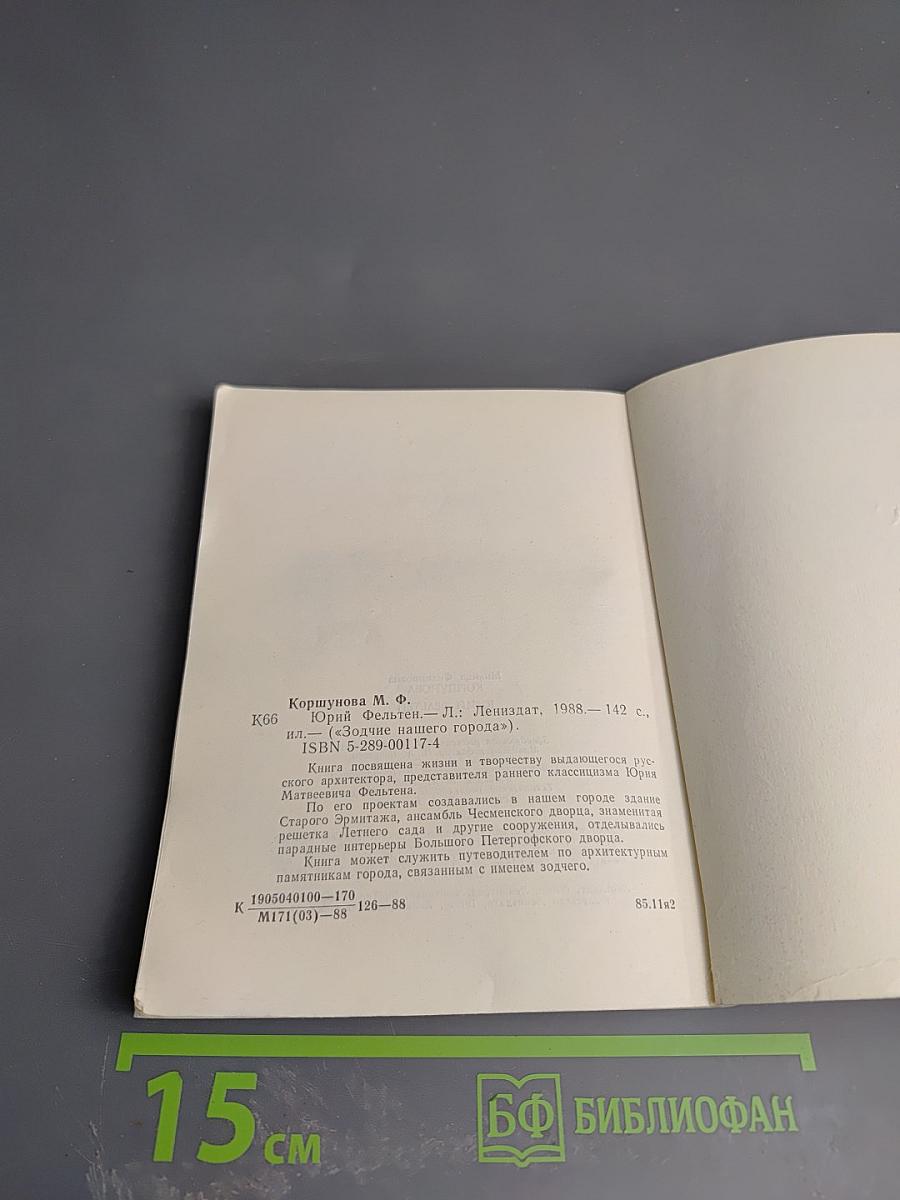 Коршунова М. Ф.
К66 Юрий Фельтен.— Л.: Лениздат, 1988.— 142 с.,
ил.— («Зодчие нашего города»).
ISBN 5-289-00117-4
Книга посвящена жизни и творчеству выдающегося рус-
ского архитектора, представителя раннего классицизма Юрия
Матвеевича Фельтена.
По его проектам создавались в нашем городе здание
Старого Эрмитажа, ансамбль Чесменского дворца, знаменитая
решетка Летнего сада и другие сооружения, отделывались
парадные интерьеры Большого Петергофского дворца.
Книга может служить путеводителем по архитектурным
памятникам города, связанным с именем зодчего.
К 1905040100—170
М171(03)—88 126—88 85.11я2
15 см БФ БИБЛИОФАН